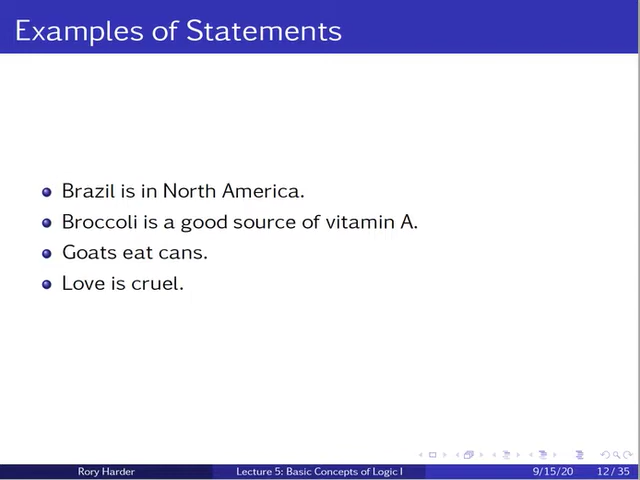 Examples of Statements
Brazil is in North America.
Broccoli is a good source of vitamin A.
Goats eat cans.
Love is cruel.
Rory Harder Lecture 5: Basic Concepts of Logic I 9/15/20 12 / 35